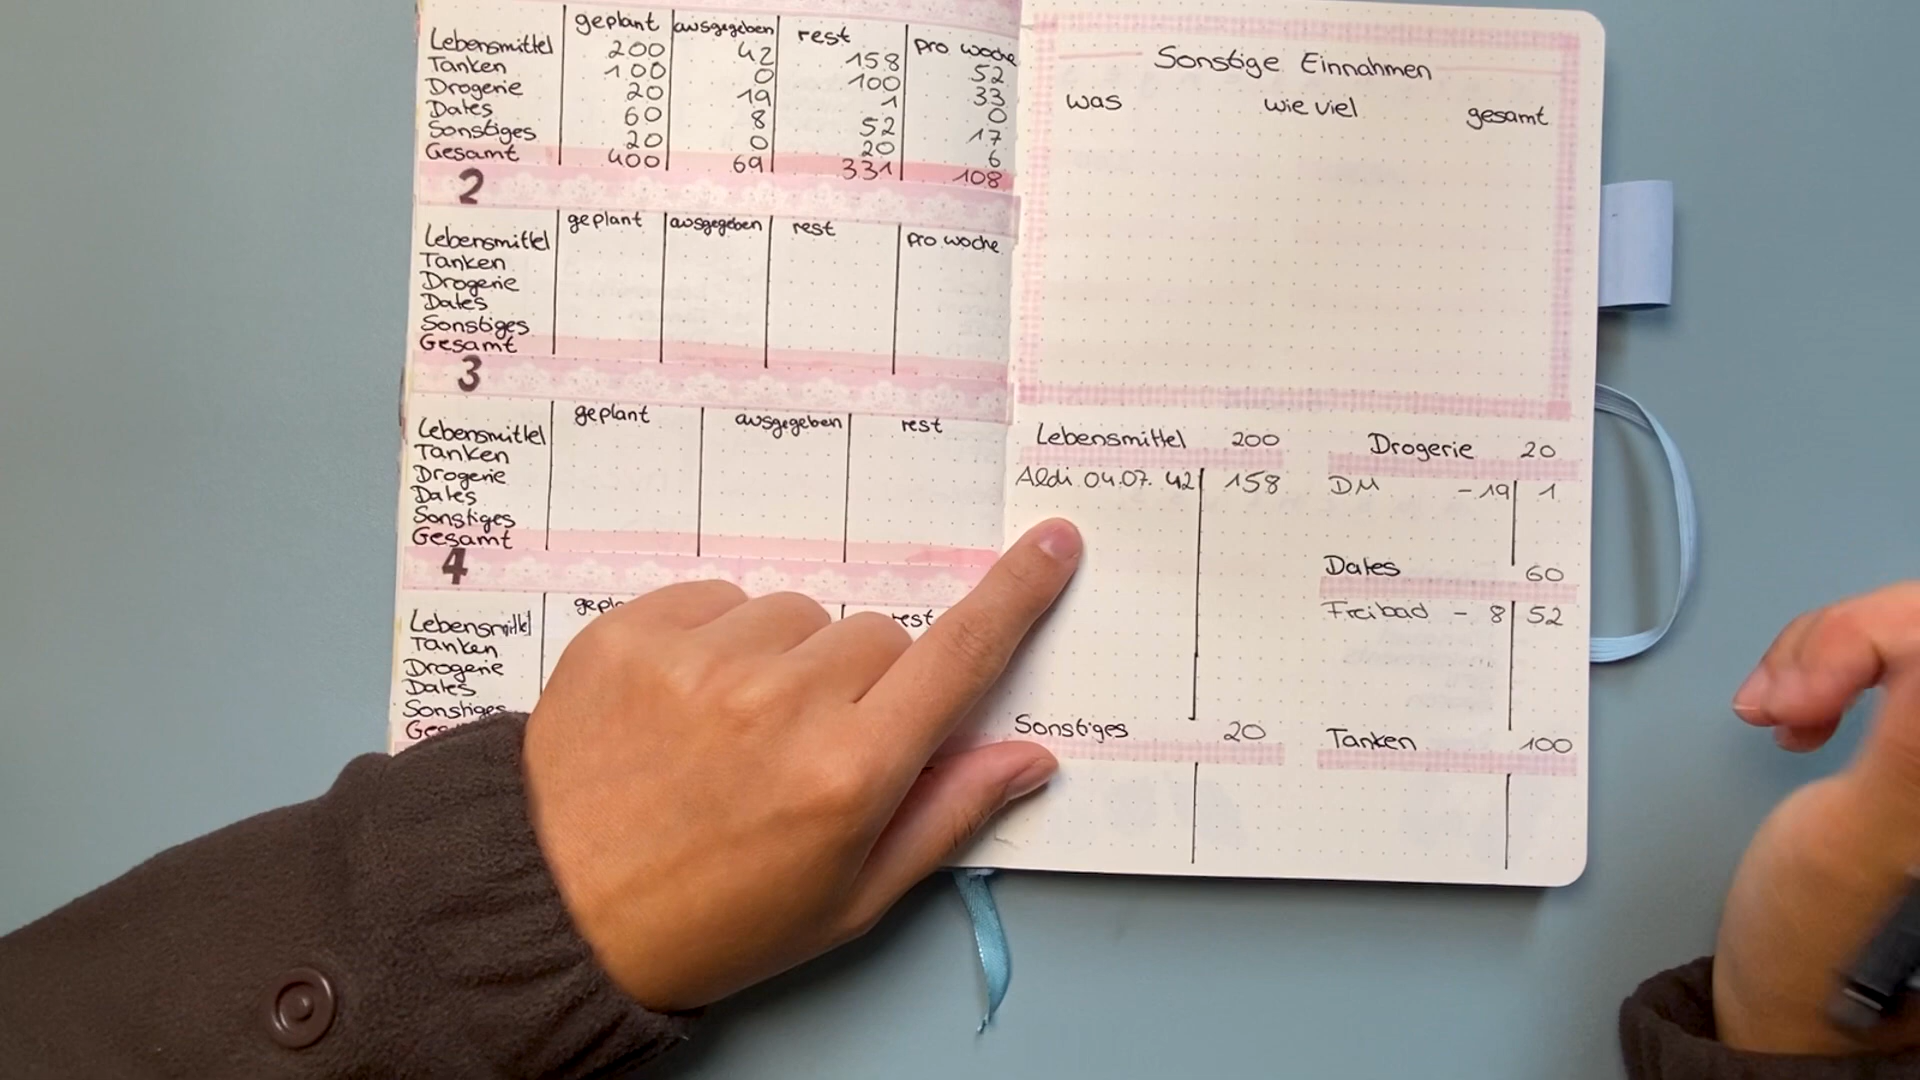 geplant ausgegeben rest pro woche
Lebensmittel 200 42 158 52
Tanken 100 0 100 33
Drogerie 20 19 1 0
Dates 60 8 52 17
Sonstiges 20 0 20 6
Gesamt 400 69 331 108
2
geplant ausgegeben rest pro woche
Lebensmittel
Tanken
Drogerie
Dates
Sonstiges
Gesamt
3
geplant ausgegeben rest
Lebensmittel
Tanken
Drogerie
Dates
Sonstiges
Gesamt
4
rest
Lebensmittel
Tanken
Drogerie
Dates
Sonstiges
Sonstige Einnahmen
was wie viel gesamt
Lebensmittel 200
Aldi 04.07. 42 158
Drogerie 20
DM -19 1
Dates 60
Freibad - 8 52
Sonstiges 20
Tanken 100